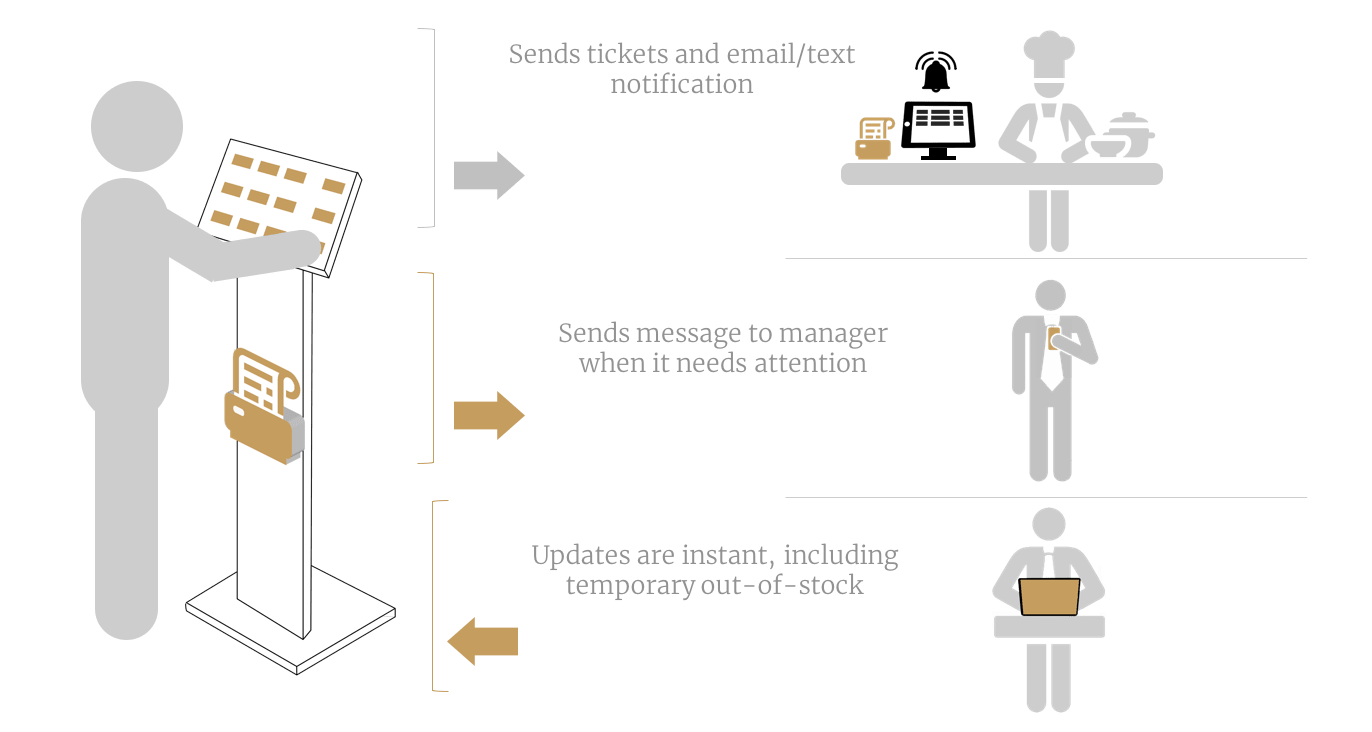 Sends tickets and email/text
notification
Sends message to manager
when it needs attention
Updates are instant, including
temporary out-of-stock